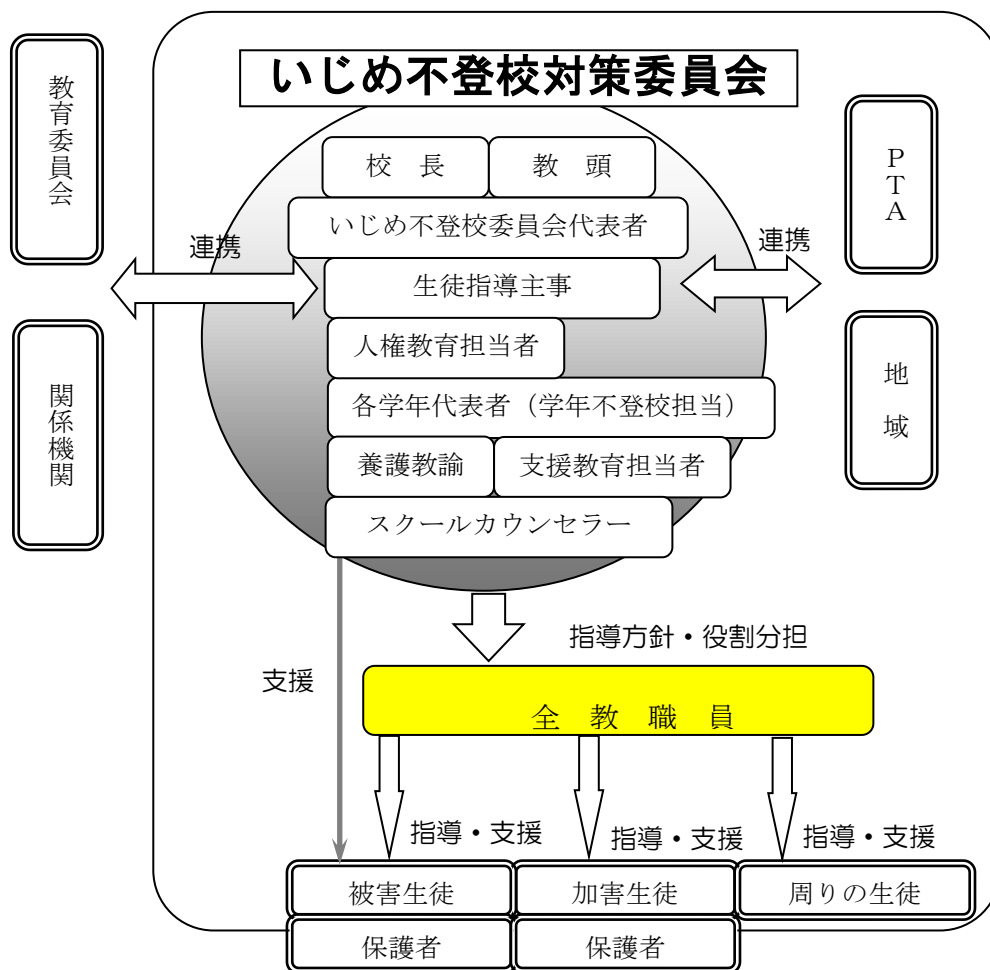 いじめ不登校対策委員会
教育委員会
関係機関
連携
校　長
教　頭
いじめ不登校委員会代表者
生徒指導主事
人権教育担当者
各学年代表者（学年不登校担当）
養護教諭
支援教育担当者
スクールカウンセラー
連携
ＰＴＡ
地　域
指導方針・役割分担
支援
全　教　職　員
指導・支援
指導・支援
指導・支援
被害生徒
加害生徒
周りの生徒
保護者
保護者